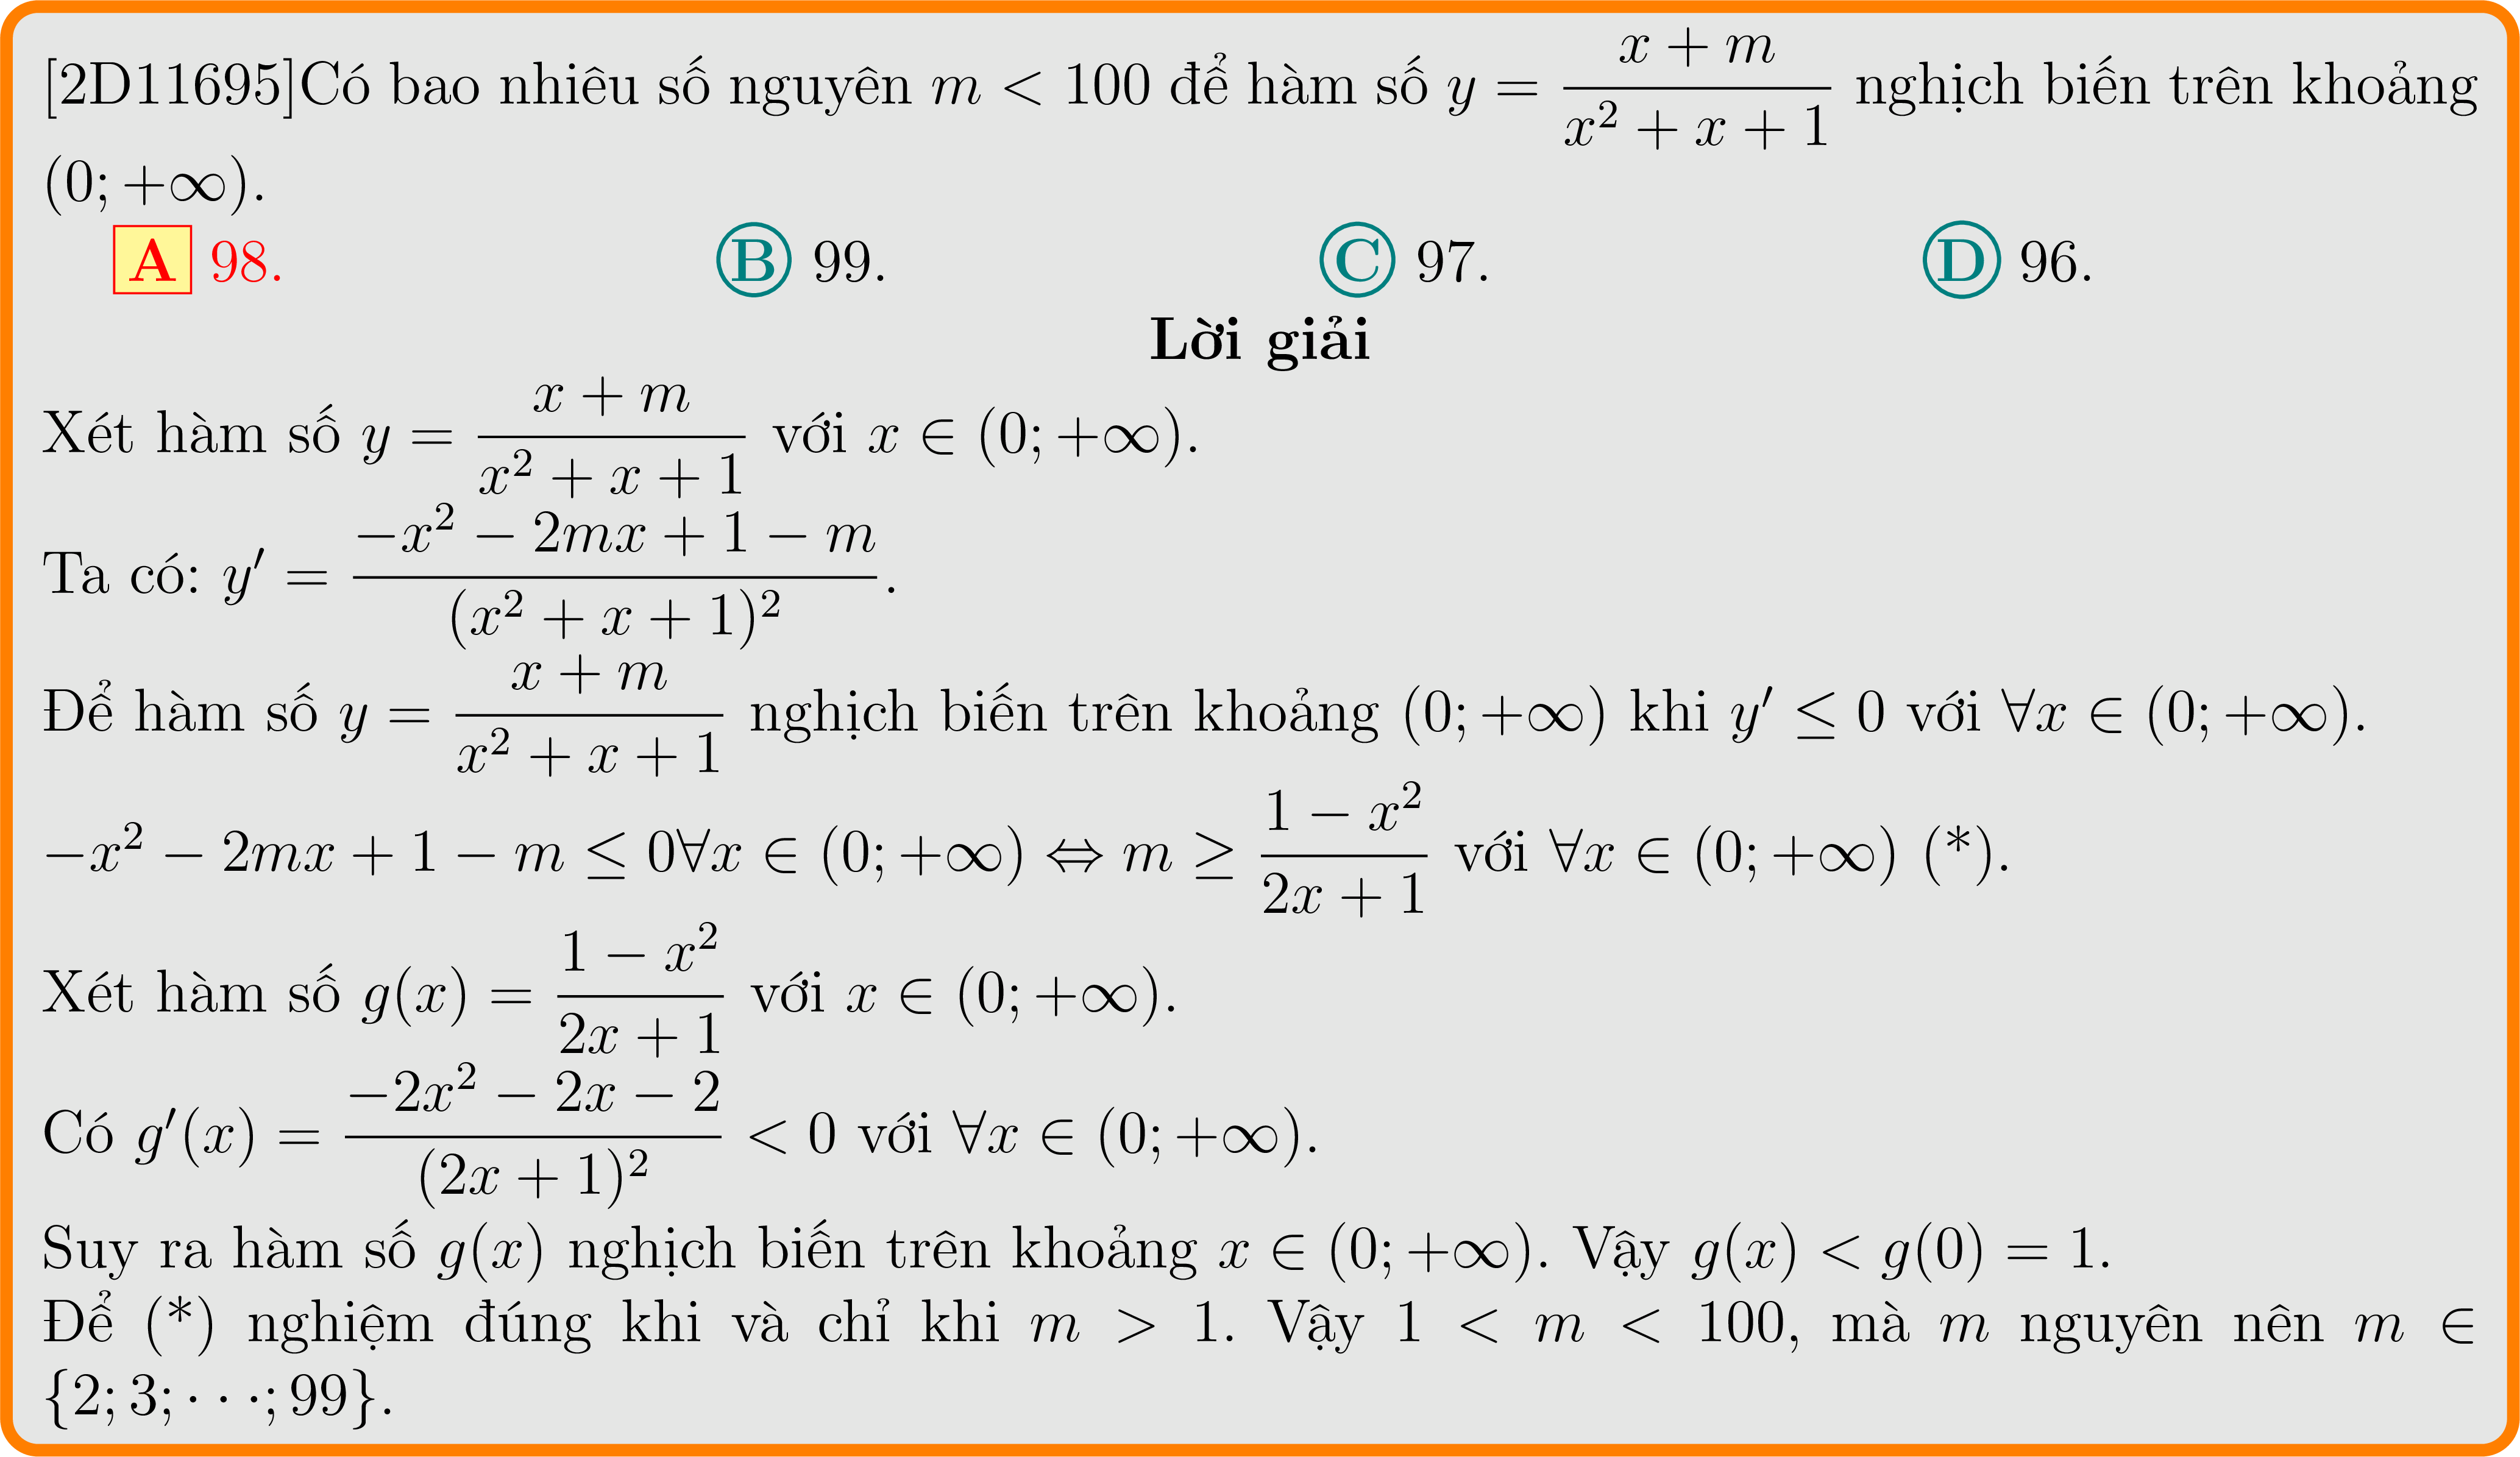 [2D11695]Có bao nhiêu số nguyên $m < 100$ để hàm số $y = \dfrac{x+m}{x^2+x+1}$ nghịch biến trên khoảng
$(0;+\infty)$.
A 98. B 99. C 97. D 96.
Lời giải
Xét hàm số $y = \dfrac{x+m}{x^2+x+1}$ với $x \in (0;+\infty)$.
Ta có: $y' = \dfrac{-x^2-2mx+1-m}{(x^2+x+1)^2}$.
Để hàm số $y = \dfrac{x+m}{x^2+x+1}$ nghịch biến trên khoảng $(0;+\infty)$ khi $y' \leq 0$ với $\forall x \in (0;+\infty)$.
$-x^2-2mx+1-m \leq 0 \forall x \in (0;+\infty) \Leftrightarrow m \geq \dfrac{1-x^2}{2x+1}$ với $\forall x \in (0;+\infty)$ (*).
Xét hàm số $g(x) = \dfrac{1-x^2}{2x+1}$ với $x \in (0;+\infty)$.
Có $g'(x) = \dfrac{-2x^2-2x-2}{(2x+1)^2} < 0$ với $\forall x \in (0;+\infty)$.
Suy ra hàm số $g(x)$ nghịch biến trên khoảng $x \in (0;+\infty)$. Vậy $g(x) < g(0) = 1$.
Để (*) nghiệm đúng khi và chỉ khi $m > 1$. Vậy $1 < m < 100$, mà $m$ nguyên nên $m \in$
$\{2;3;\cdots;99\}$.